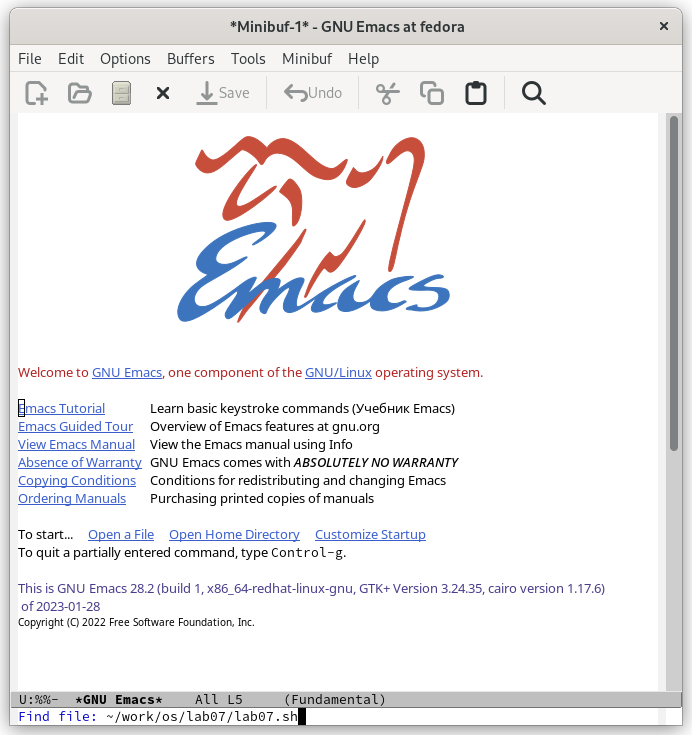 *Minibuf-1* - GNU Emacs at fedora
File Edit Options Buffers Tools Minibuf Help
Save Undo
Emacs
Welcome to GNU Emacs, one component of the GNU/Linux operating system.
Emacs Tutorial Learn basic keystroke commands (Учебник Emacs)
Emacs Guided Tour Overview of Emacs features at gnu.org
View Emacs Manual View the Emacs manual using Info
Absence of Warranty GNU Emacs comes with ABSOLUTELY NO WARRANTY
Copying Conditions Conditions for redistributing and changing Emacs
Ordering Manuals Purchasing printed copies of manuals
To start... Open a File Open Home Directory Customize Startup
To quit a partially entered command, type Control-g.
This is GNU Emacs 28.2 (build 1, x86_64-redhat-linux-gnu, GTK+ Version 3.24.35, cairo version 1.17.6)
of 2023-01-28
Copyright (C) 2022 Free Software Foundation, Inc.
U:%%- *GNU Emacs* All L5 (Fundamental)
Find file: ~/work/os/lab07/lab07.sh